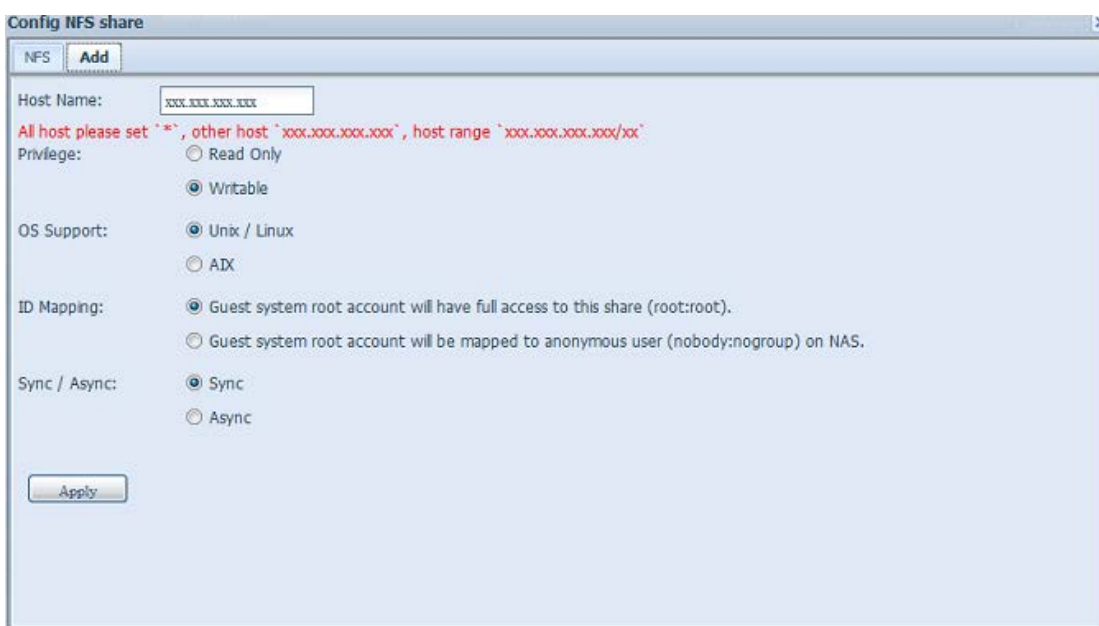 Config NFS share
NFS Add
Host Name: xxx.xxx.xxx.xxx
All host please set `*`, other host `xxx.xxx.xxx.xxx`, host range `xxx.xxx.xxx.xxx/xx`
Privilege: Read Only
Writable
OS Support: Unix / Linux
AIX
ID Mapping: Guest system root account will have full access to this share (root:root).
Guest system root account will be mapped to anonymous user (nobody:nogroup) on NAS.
Sync / Async: Sync
Async
Apply